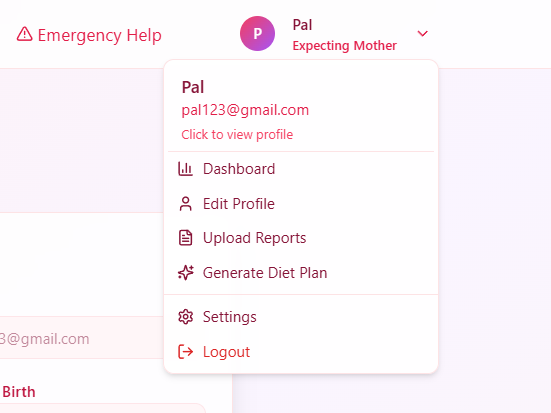 Emergency Help
P
Pal
Expecting Mother
Pal
pal123@gmail.com
Click to view profile
Dashboard
Edit Profile
Upload Reports
Generate Diet Plan
Settings
3@gmail.com
Logout
Birth